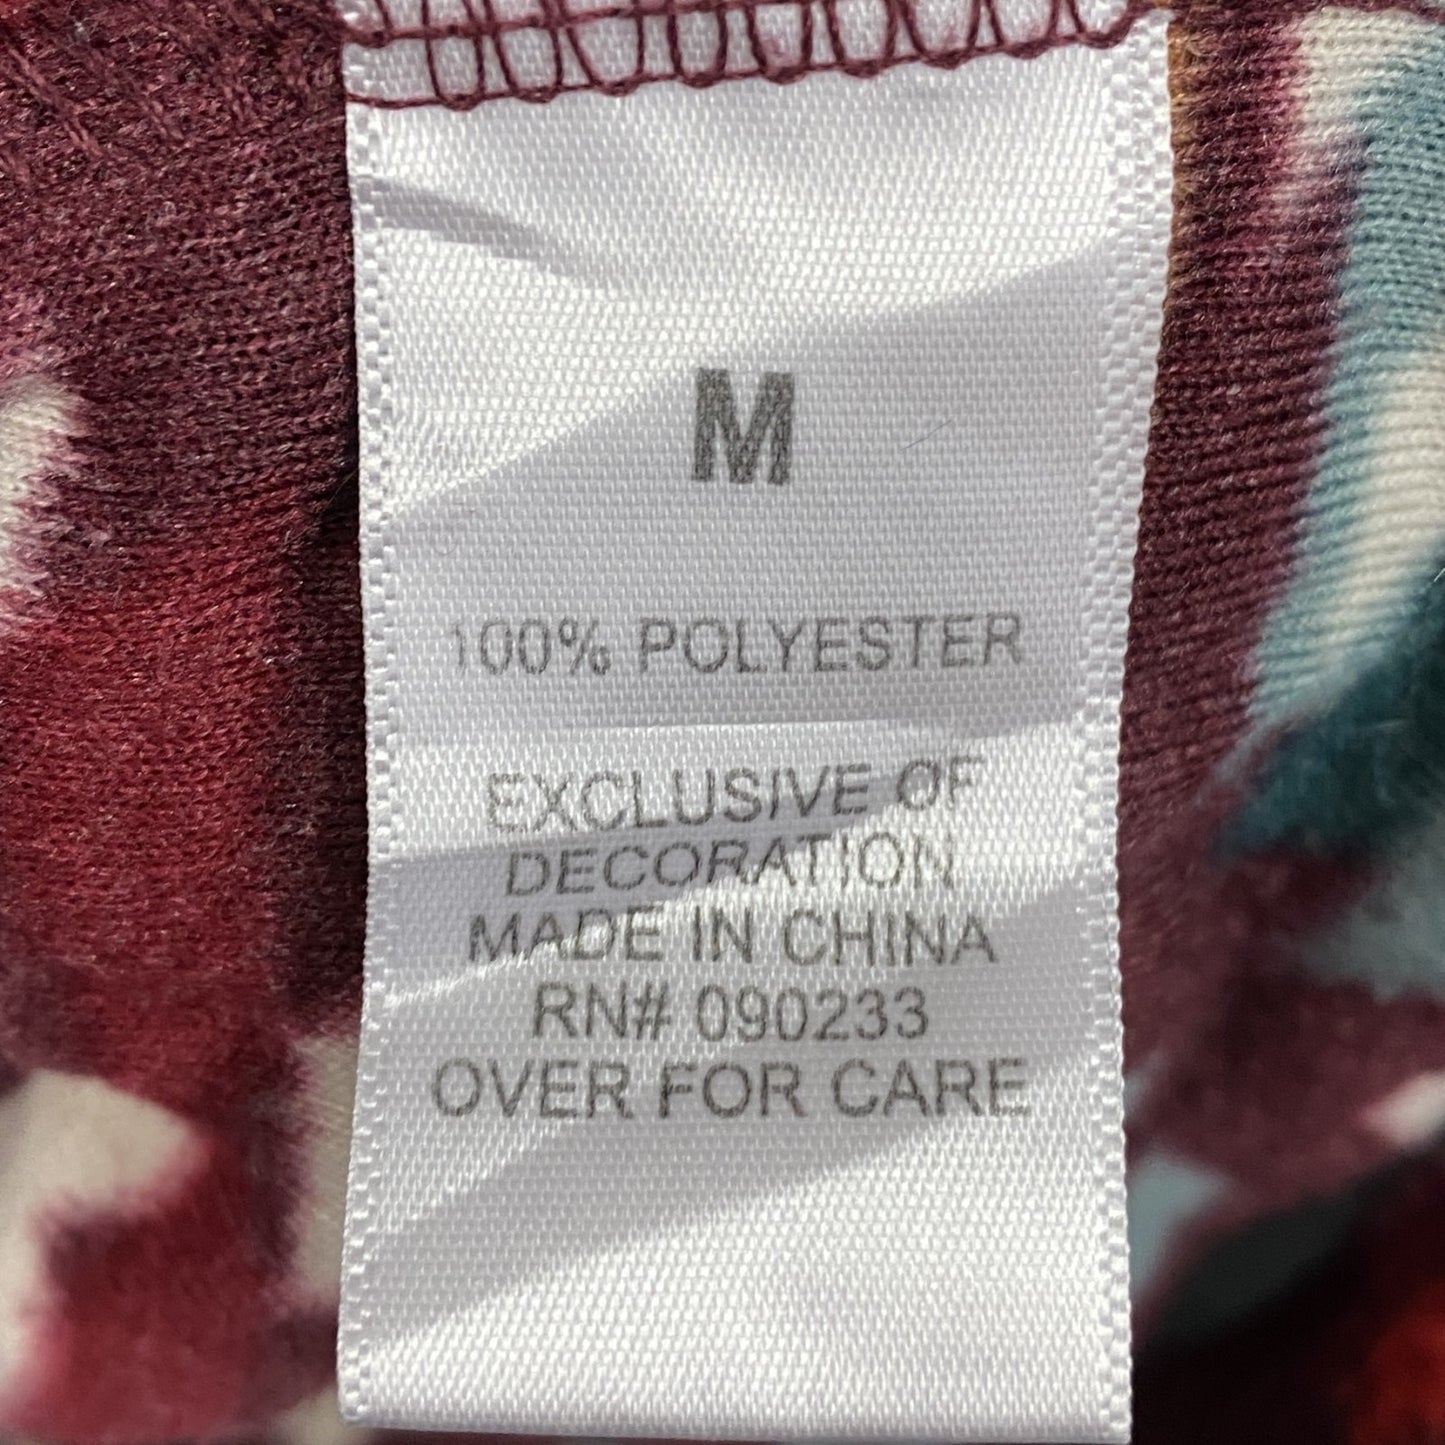 M
100% POLYESTER
EXCLUSIVE OF
DECORATION
MADE IN CHINA
RN# 090233
OVER FOR CARE